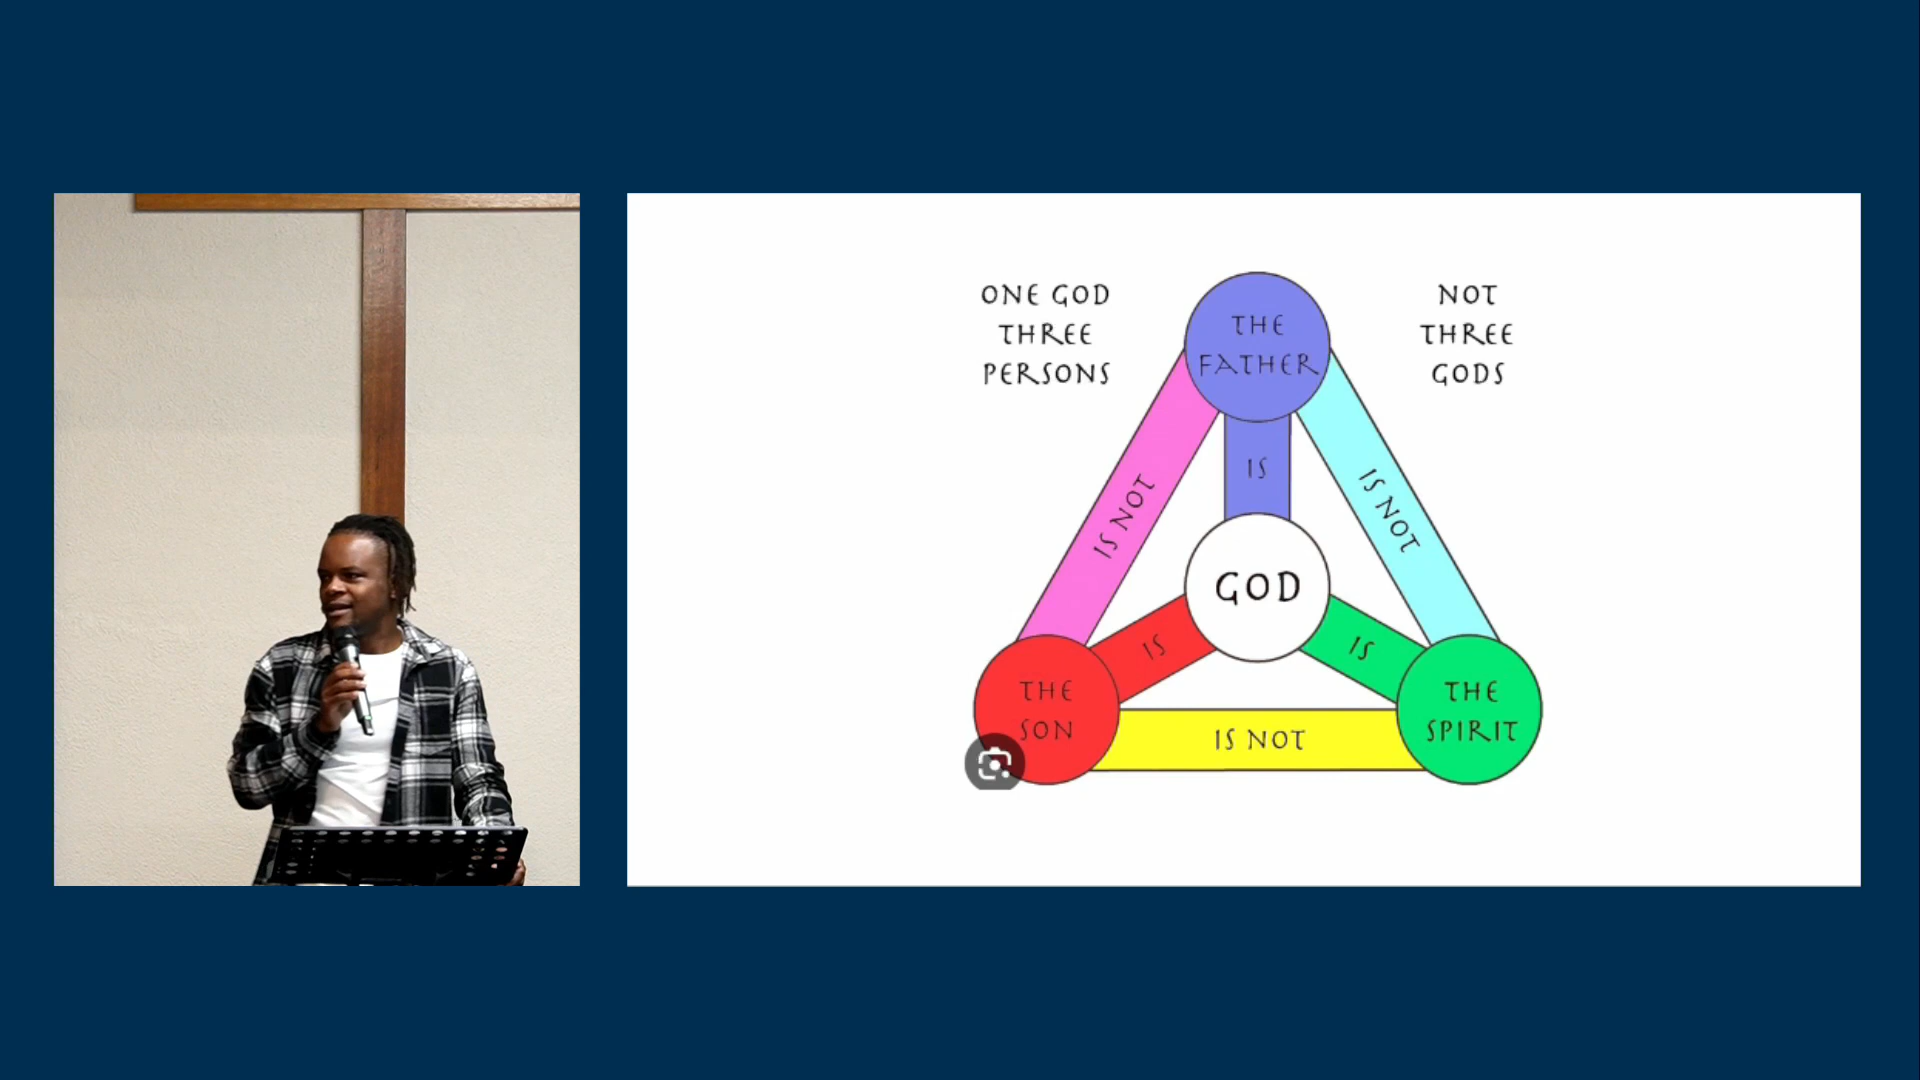 ONE GOD
THREE
PERSONS
NOT
THREE
GODS
THE
FATHER
IS NOT
IS
IS NOT
GOD
IS
IS
THE
SON
IS NOT
THE
SPIRIT